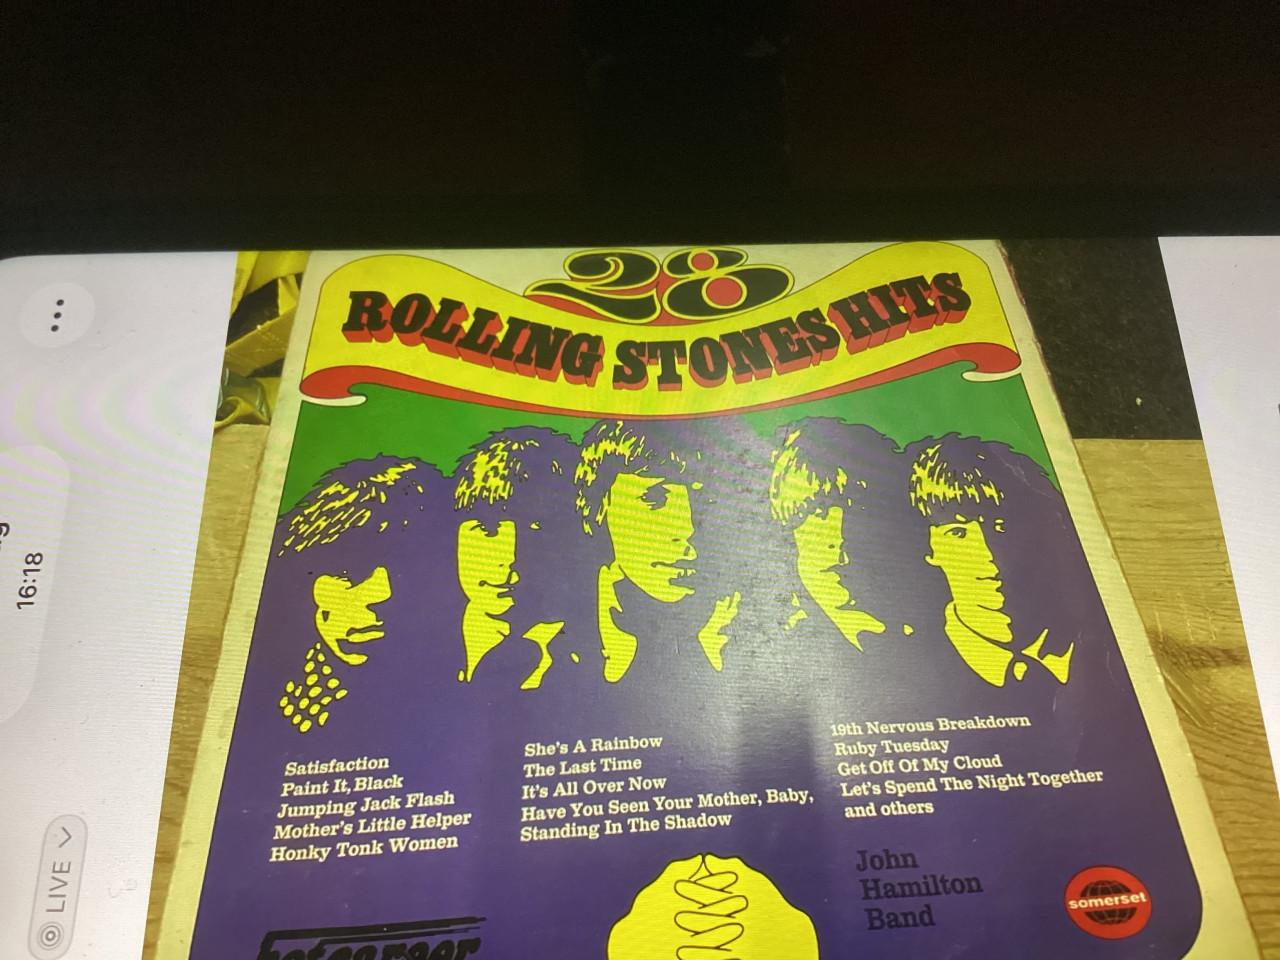 28
ROLLING STONES HITS
Satisfaction
Paint It, Black
Jumping Jack Flash
Mother's Little Helper
Honky Tonk Women
She's A Rainbow
The Last Time
It's All Over Now
Have You Seen Your Mother, Baby,
Standing In The Shadow
19th Nervous Breakdown
Ruby Tuesday
Get Off Of My Cloud
Let's Spend The Night Together
and others
John
Hamilton
Band
somerset
16:18
LIVE